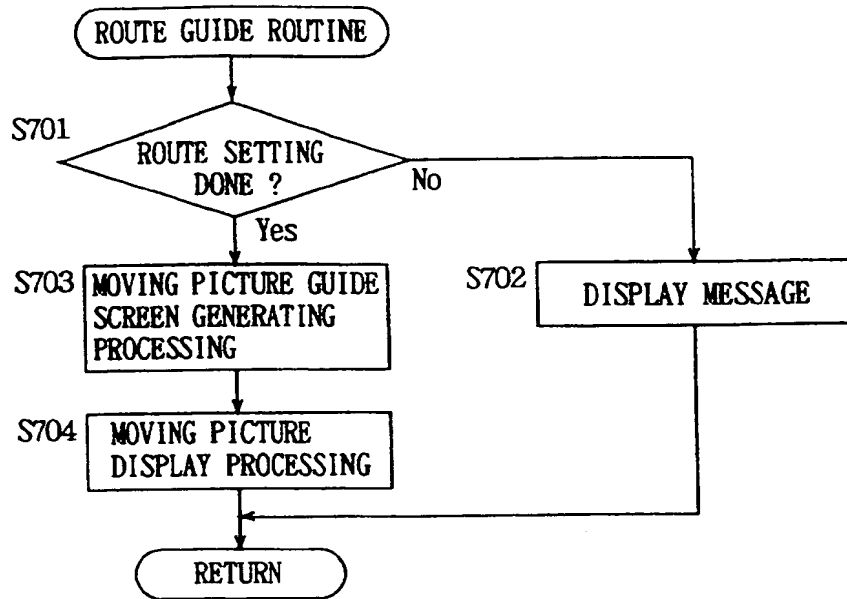 ROUTE GUIDE ROUTINE
S701
ROUTE SETTING
DONE ?
No
Yes
S703
MOVING PICTURE GUIDE
SCREEN GENERATING
PROCESSING
S702
DISPLAY MESSAGE
S704
MOVING PICTURE
DISPLAY PROCESSING
RETURN